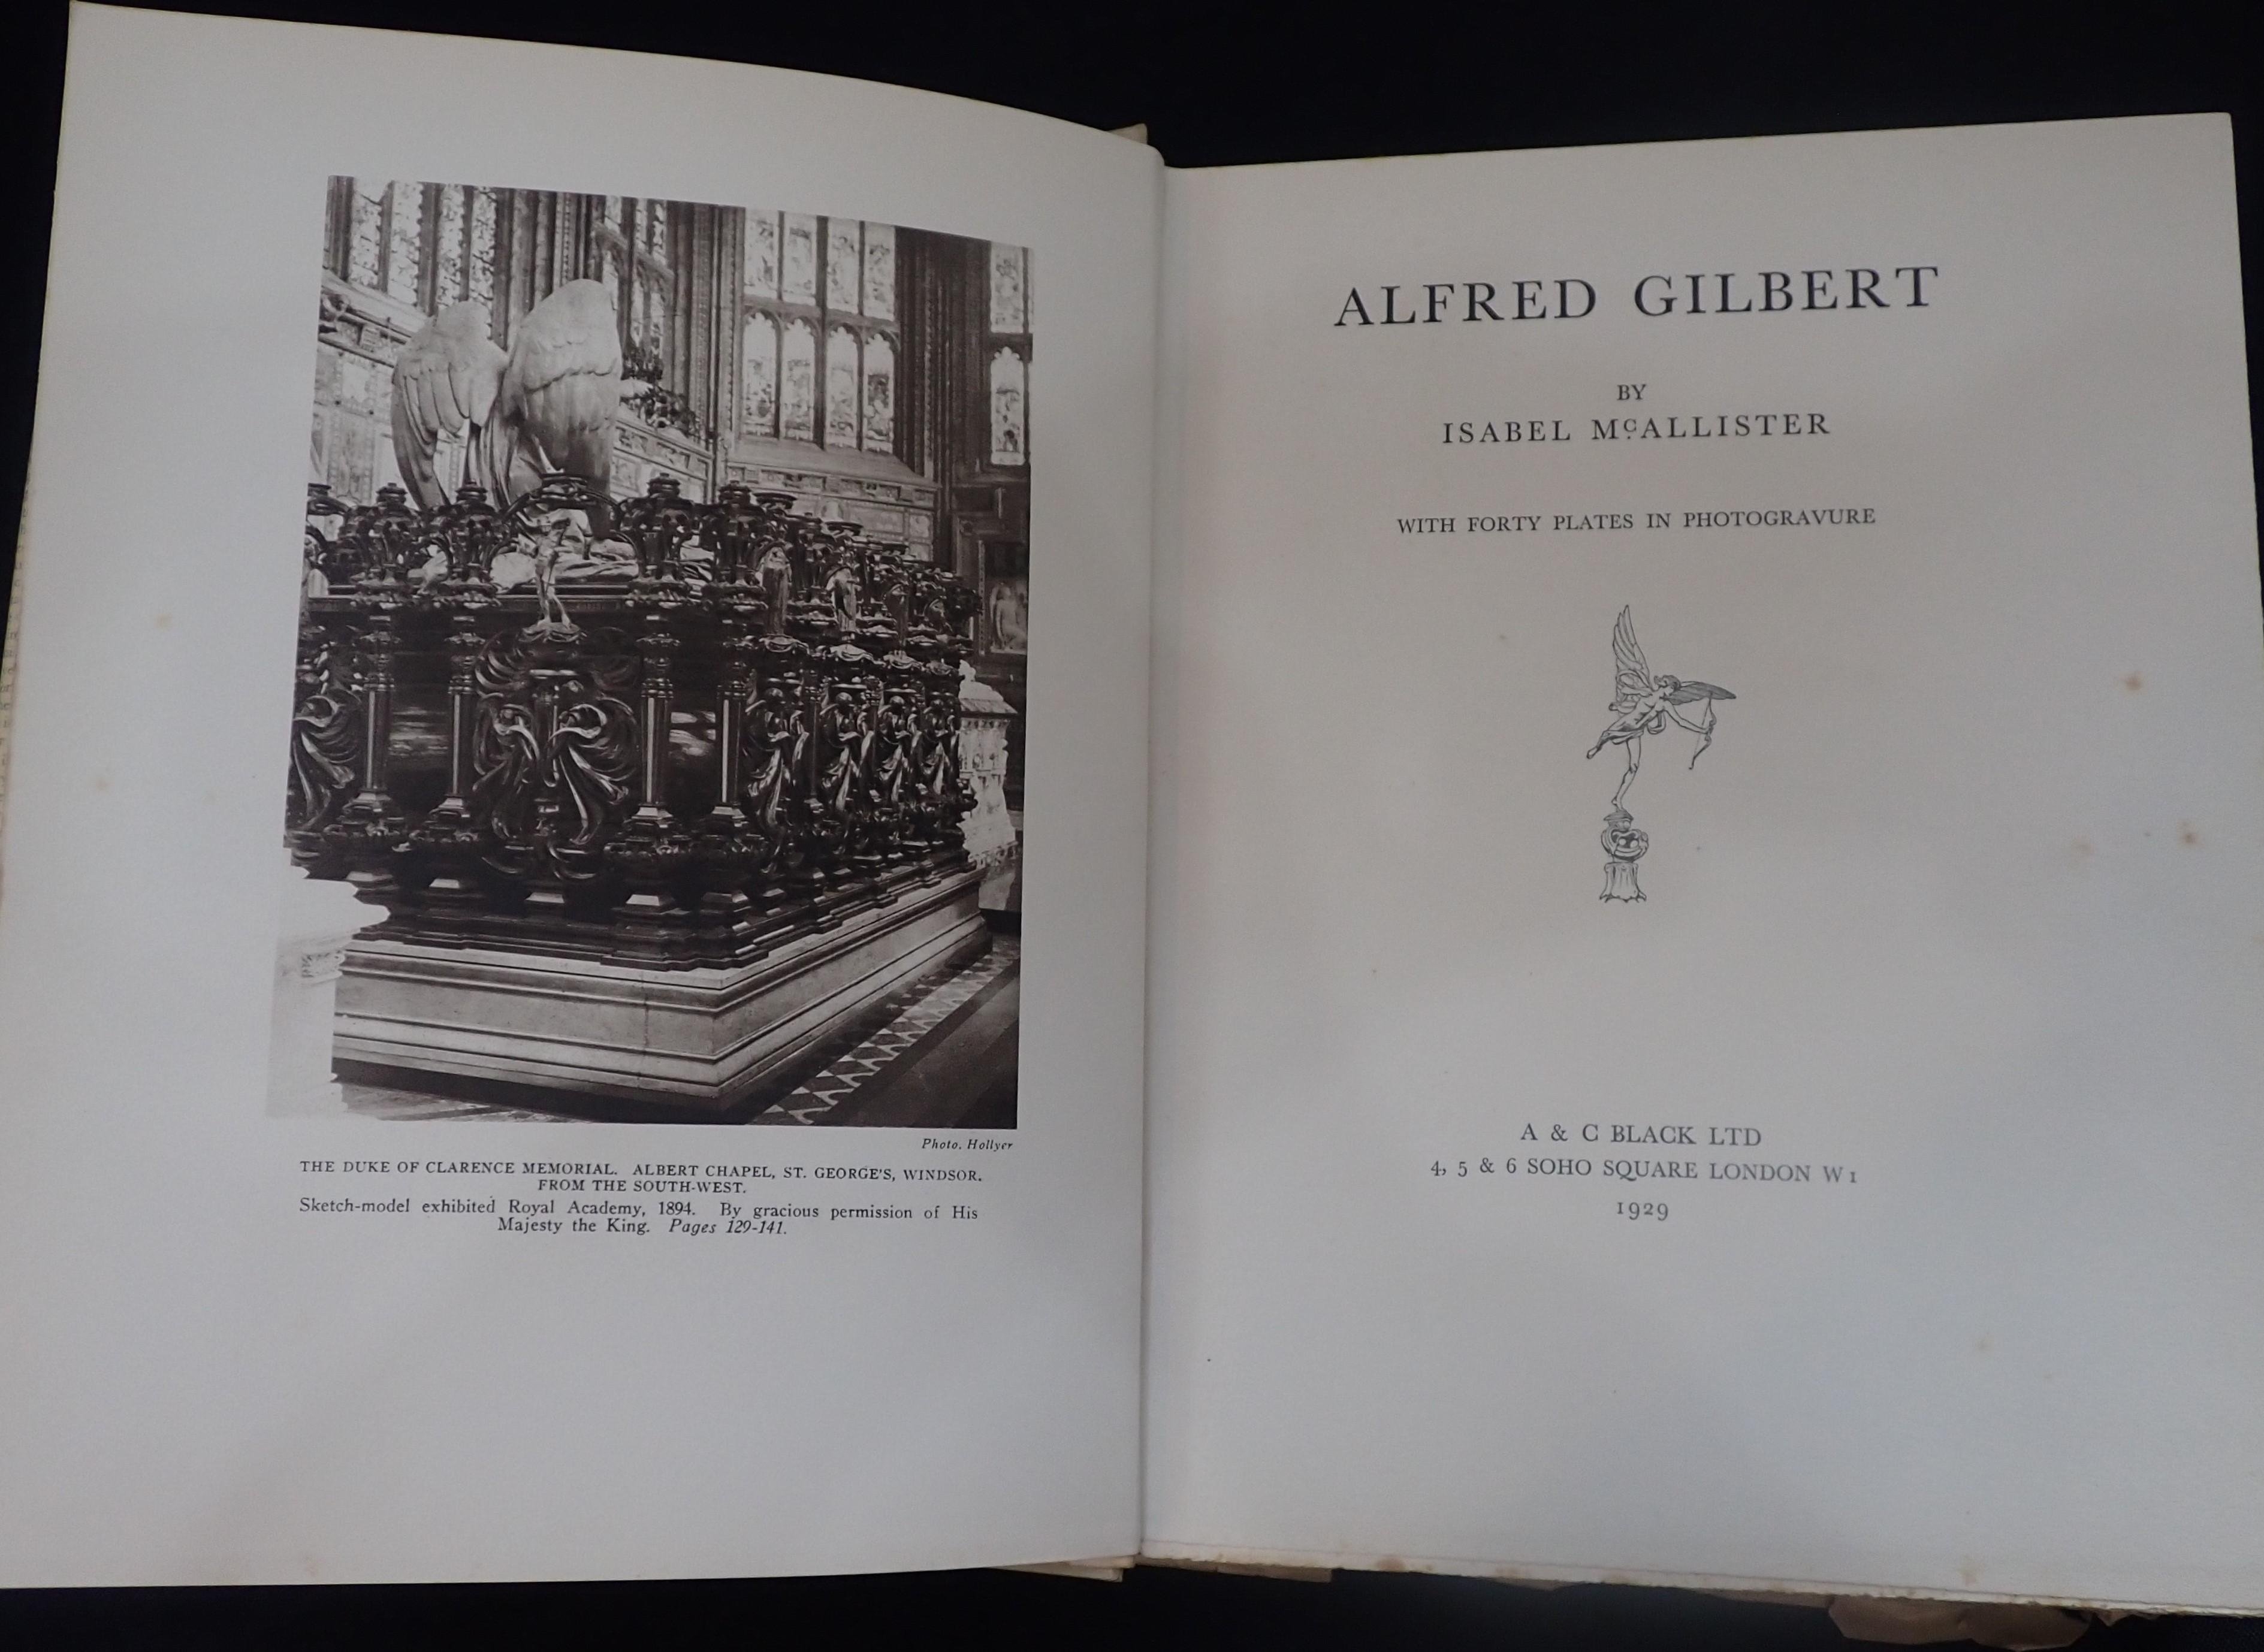 Photo. Hollyer
THE DUKE OF CLARENCE MEMORIAL. ALBERT CHAPEL, ST. GEORGE'S, WINDSOR.
FROM THE SOUTH-WEST.
Sketch-model exhibited Royal Academy, 1894. By gracious permission of His
Majesty the King. Pages 129-141.
ALFRED GILBERT
BY
ISABEL McALLISTER
WITH FORTY PLATES IN PHOTOGRAVURE
A & C BLACK LTD
4, 5 & 6 SOHO SQUARE LONDON W1
1929